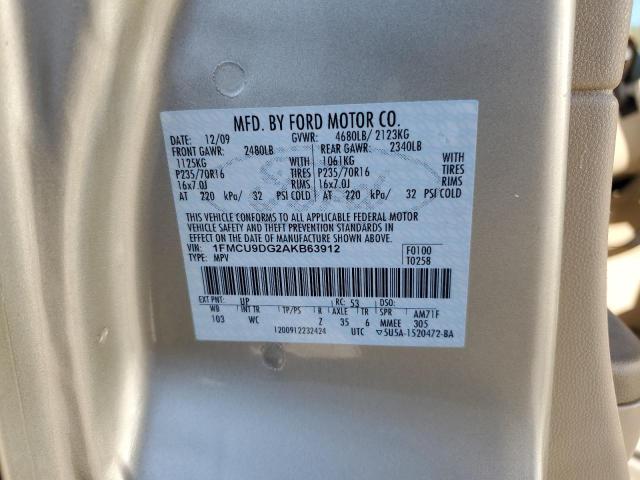 MFD. BY FORD MOTOR CO.
DATE: 12/09 GVWR: 4680LB/ 2123KG
FRONT GAWR: 2480LB REAR GAWR: 2340LB
1125KG WITH 1061KG WITH
P235/70R16 TIRES P235/70R16 TIRES
16x7.0J RIMS 16x7.0J RIMS
AT 220 kPa/ 32 PSI COLD AT 220 kPa/ 32 PSI COLD
THIS VEHICLE CONFORMS TO ALL APPLICABLE FEDERAL MOTOR
VEHICLE SAFETY AND THEFT PREVENTION STANDARDS IN
EFFECT ON THE DATE OF MANUFACTURE SHOWN ABOVE.
VIN: 1FMCU9DG2AKB63912 F0100
TYPE: MPV T0258
EXT PNT: UP RC: 53 DSO:
WB INT TR TP/PS R AXLE TR SPR AM71F
103 WC Z 35 6 MMEE 305
1200912232424 UTC ▽5U5A-1520472-BA